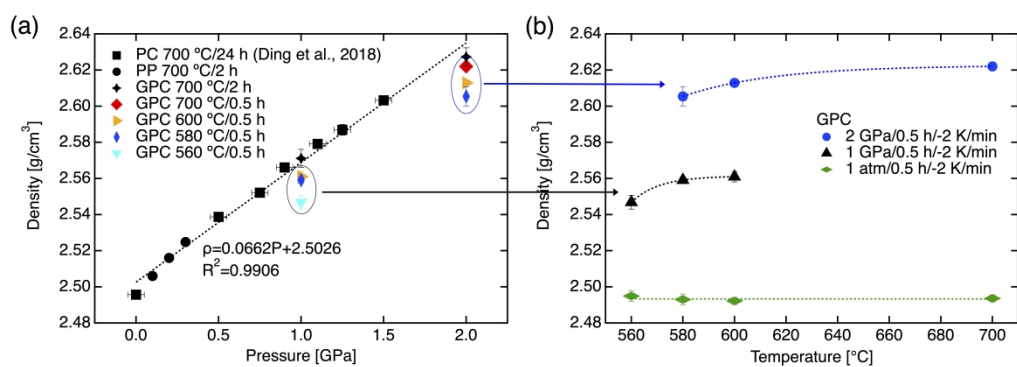 (a)
2.64
2.62
2.60
2.58
2.56
2.54
2.52
2.50
2.48
Density [g/cm³]
PC 700 °C/24 h (Ding et al., 2018)
PP 700 °C/2 h
GPC 700 °C/2 h
GPC 700 °C/0.5 h
GPC 600 °C/0.5 h
GPC 580 °C/0.5 h
GPC 560 °C/0.5 h
ρ=0.0662P+2.5026
R²=0.9906
0.0 0.5 1.0 1.5 2.0
Pressure [GPa]
(b)
2.64
2.62
2.60
2.58
2.56
2.54
2.52
2.50
2.48
Density [g/cm³]
GPC
2 GPa/0.5 h/-2 K/min
1 GPa/0.5 h/-2 K/min
1 atm/0.5 h/-2 K/min
560 580 600 620 640 660 680 700
Temperature [°C]